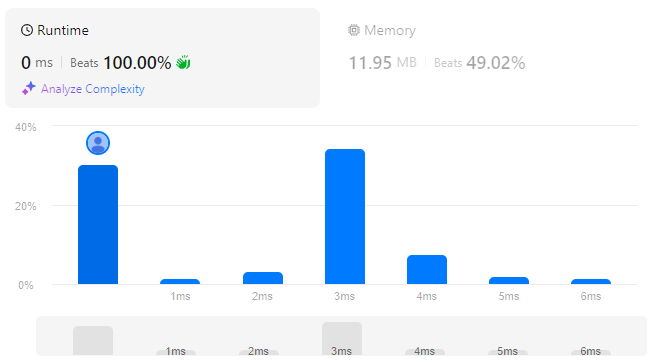 Runtime
Memory
0 ms | Beats 100.00% 👏
11.95 MB | Beats 49.02%
Analyze Complexity
40%
20%
0%
1ms 2ms 3ms 4ms 5ms 6ms
1ms 2ms 3ms 4ms 5ms 6ms